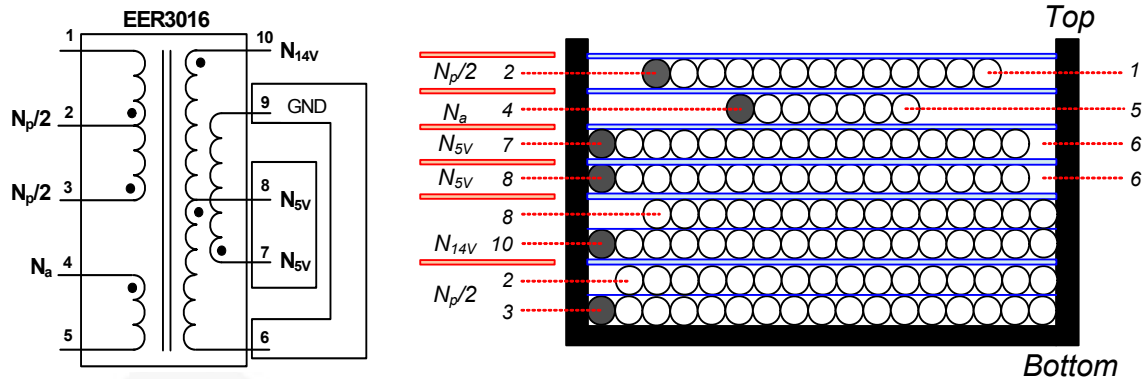 EER3016
1
10
N14V
9 GND
2
Np/2
8
N5V
3
Np/2
7
N5V
4
Na
5
6
Top
Np/2 2 1
Na 4 5
N5V 7 6
N5V 8 6
8
N14V 10
2
Np/2
3
Bottom